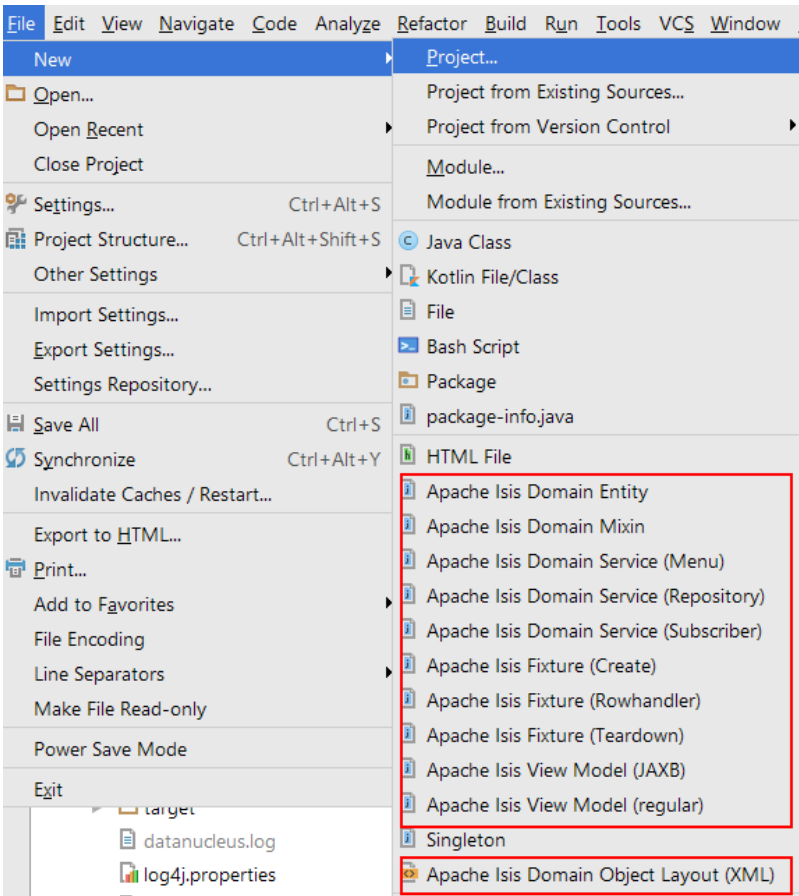 File Edit View Navigate Code Analyze Refactor Build Run Tools VCS Window
New
Open...
Open Recent
Close Project
Settings... Ctrl+Alt+S
Project Structure... Ctrl+Alt+Shift+S
Other Settings
Import Settings...
Export Settings...
Settings Repository...
Save All Ctrl+S
Synchronize Ctrl+Alt+Y
Invalidate Caches / Restart...
Export to HTML...
Print...
Add to Favorites
File Encoding
Line Separators
Make File Read-only
Power Save Mode
Exit
target
datanucleus.log
log4j.properties
Project...
Project from Existing Sources...
Project from Version Control
Module...
Module from Existing Sources...
Java Class
Kotlin File/Class
File
Bash Script
Package
package-info.java
HTML File
Apache Isis Domain Entity
Apache Isis Domain Mixin
Apache Isis Domain Service (Menu)
Apache Isis Domain Service (Repository)
Apache Isis Domain Service (Subscriber)
Apache Isis Fixture (Create)
Apache Isis Fixture (Rowhandler)
Apache Isis Fixture (Teardown)
Apache Isis View Model (JAXB)
Apache Isis View Model (regular)
Singleton
Apache Isis Domain Object Layout (XML)